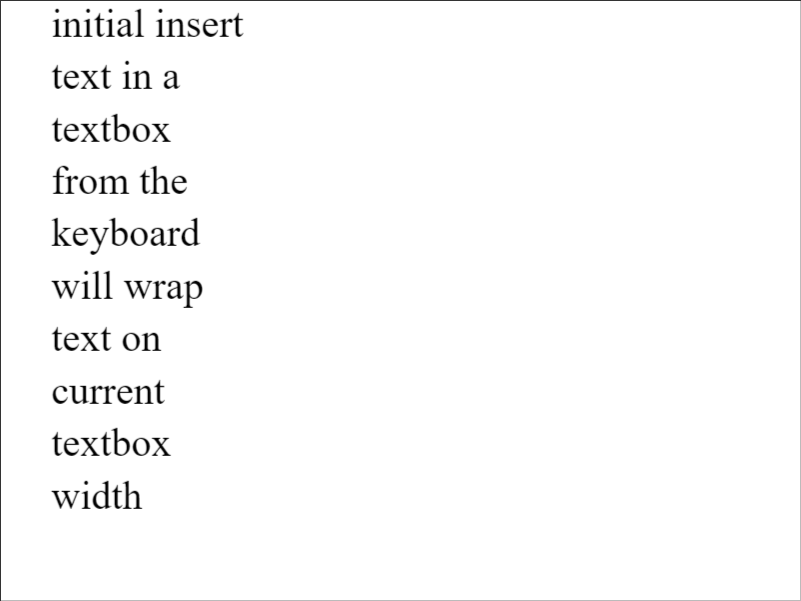 initial insert
text in a
textbox
from the
keyboard
will wrap
text on
current
textbox
width